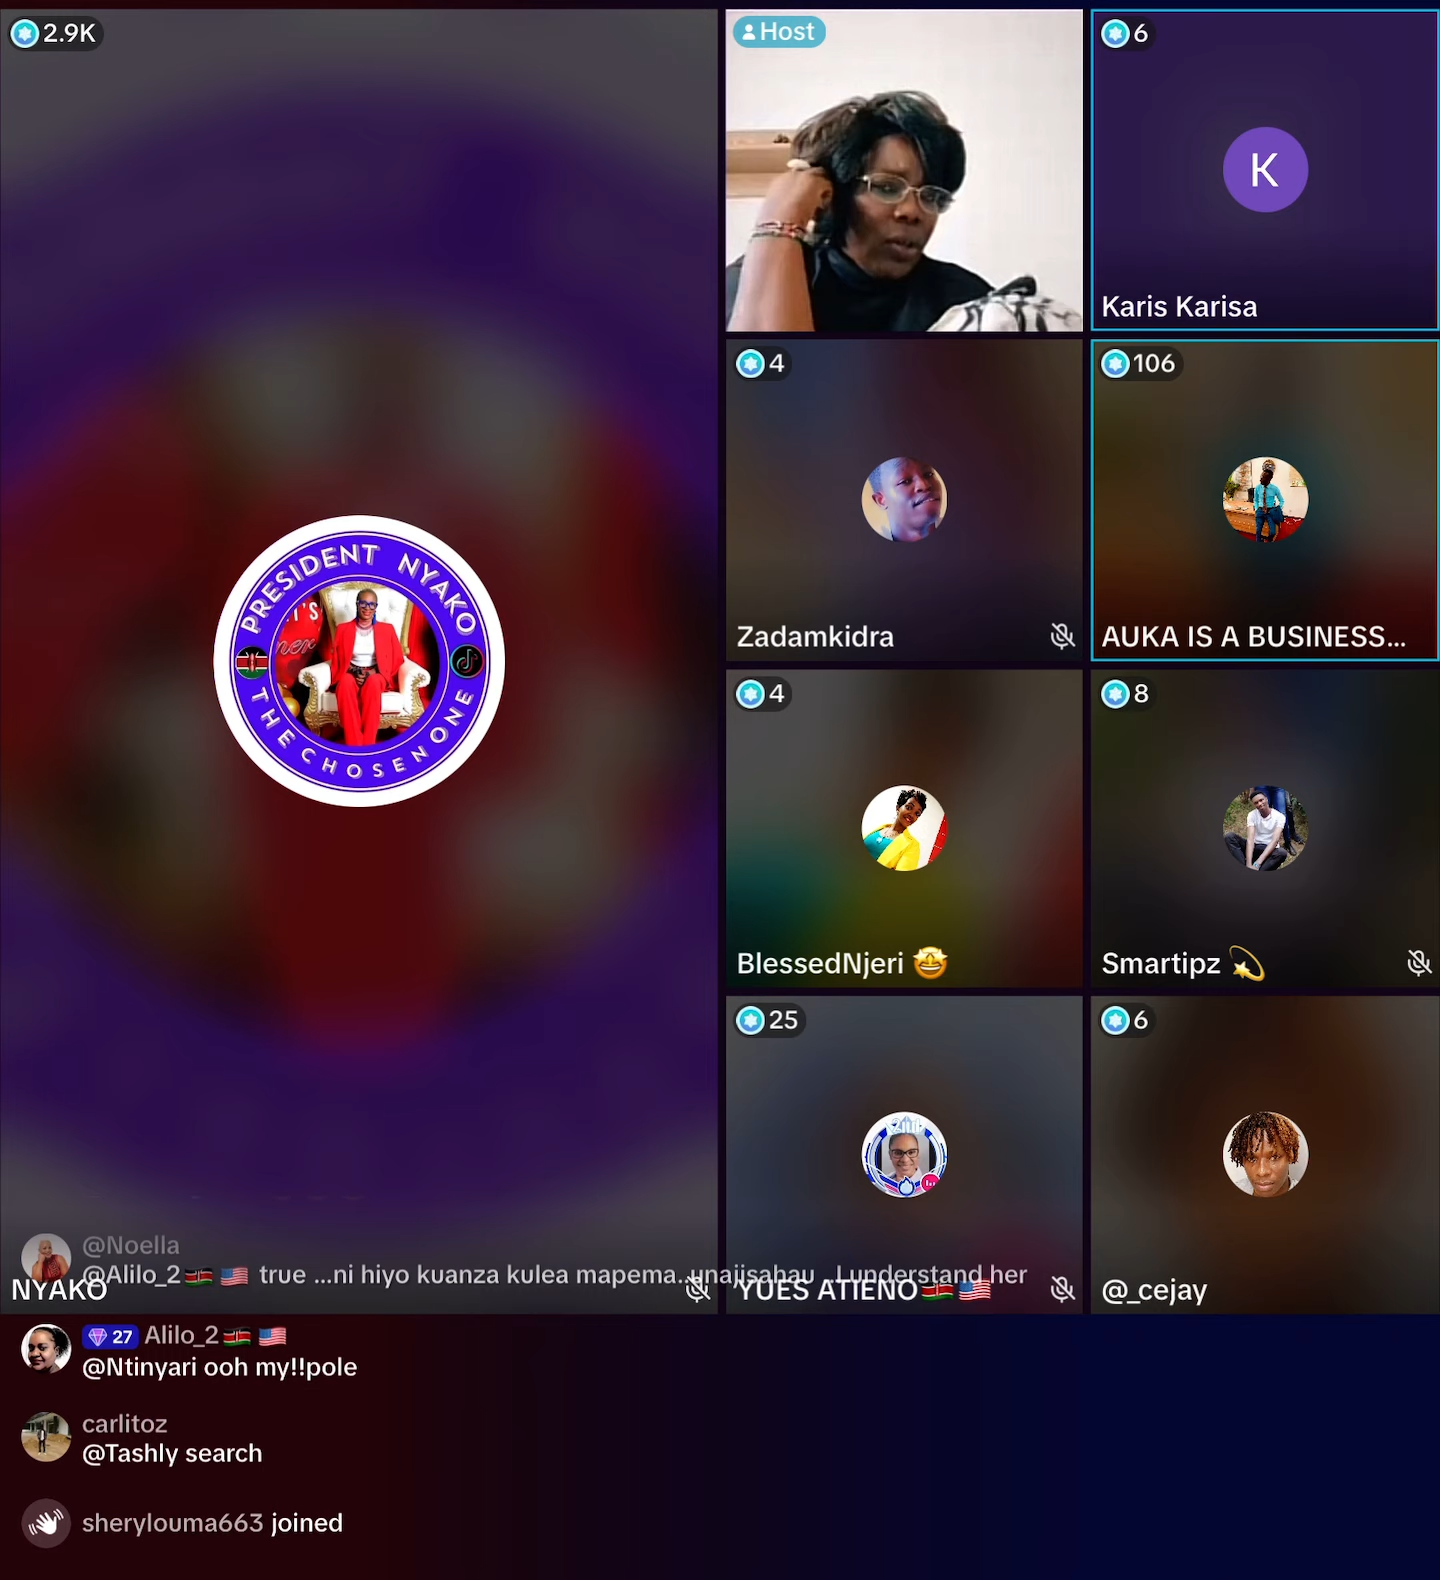 2.9K
PRESIDENT NYAKO
THE CHOSEN ONE
NYAKO
Host
6
K
Karis Karisa
4
Zadamkidra
106
AUKA IS A BUSINESS...
4
BlessedNjeri 🤩
8
Smartipz 💫
25
YUES ATIENO🇰🇪🇺🇸
6
@_cejay
@Noella
@Alilo_2🇰🇪🇺🇸 true ...ni hiyo kuanza kulea mapema..unajisahau ..I understand her
27 Alilo_2🇰🇪🇺🇸
@Ntinyari ooh my!!pole
carlitoz
@Tashly search
sherylouma663 joined